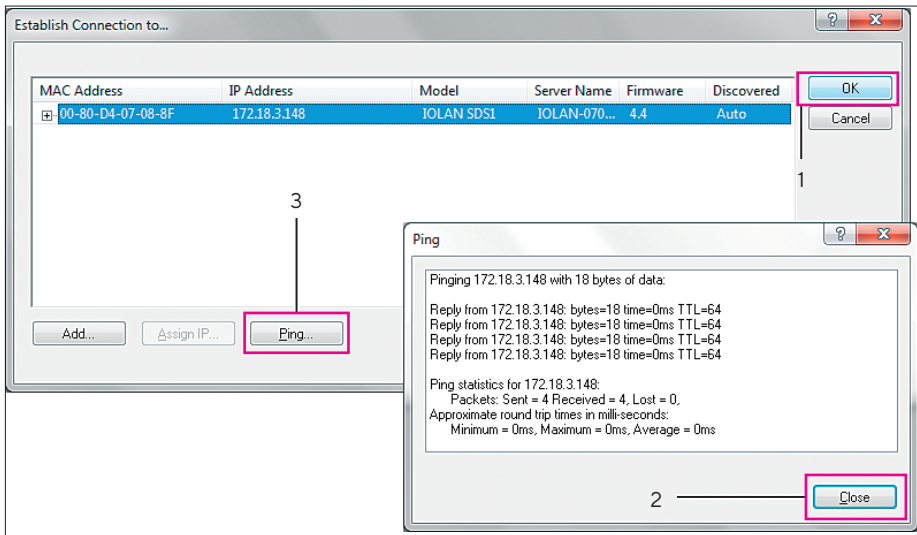 Establish Connection to...
MAC Address IP Address Model Server Name Firmware Discovered
00-80-D4-07-08-8F 172.18.3.148 IOLAN SDS1 IOLAN-070... 4.4 Auto
OK
Cancel
1
3
Add... Assign IP... Ping...
Ping
Pinging 172.18.3.148 with 18 bytes of data:
Reply from 172.18.3.148: bytes=18 time=0ms TTL=64
Reply from 172.18.3.148: bytes=18 time=0ms TTL=64
Reply from 172.18.3.148: bytes=18 time=0ms TTL=64
Reply from 172.18.3.148: bytes=18 time=0ms TTL=64
Ping statistics for 172.18.3.148:
Packets: Sent = 4 Received = 4, Lost = 0,
Approximate round trip times in milli-seconds:
Minimum = 0ms, Maximum = 0ms, Average = 0ms
2
Close